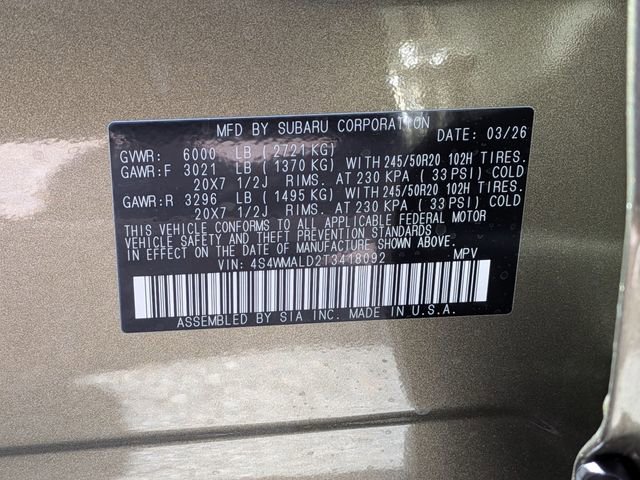 MFD BY SUBARU CORPORATION
DATE: 03/26
GVWR: 6000 LB (2721 KG)
GAWR:F 3021 LB (1370 KG) WITH 245/50R20 102H TIRES.
20X7 1/2J RIMS. AT 230 KPA (33 PSI) COLD
GAWR:R 3296 LB (1495 KG) WITH 245/50R20 102H TIRES.
20X7 1/2J RIMS. AT 230 KPA (33 PSI) COLD
THIS VEHICLE CONFORMS TO ALL APPLICABLE FEDERAL MOTOR
VEHICLE SAFETY AND THEFT PREVENTION STANDARDS
IN EFFECT ON THE DATE OF MANUFACTURE SHOWN ABOVE.
VIN: 4S4WMALD2T3418092 MPV
ASSEMBLED BY SIA INC. MADE IN U.S.A.